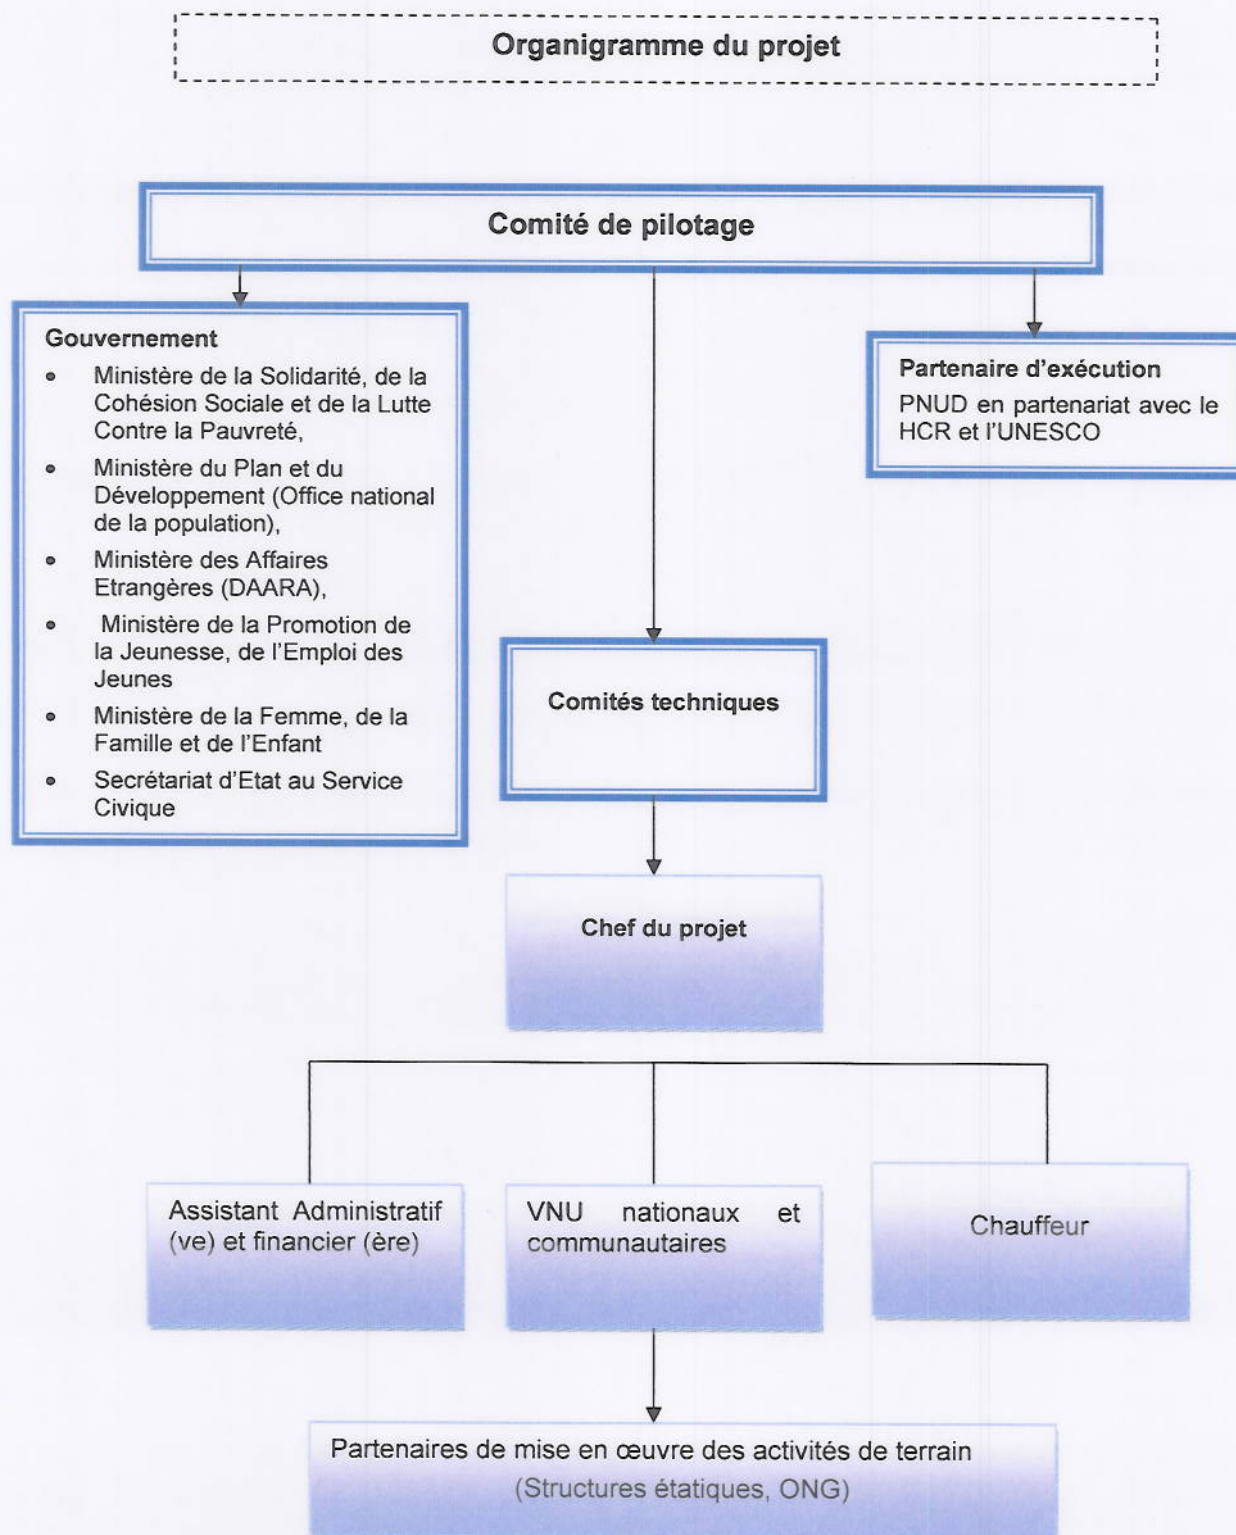 Organigramme du projet
Comité de pilotage
Gouvernement
• Ministère de la Solidarité, de la
Cohésion Sociale et de la Lutte
Contre la Pauvreté,
• Ministère du Plan et du
Développement (Office national
de la population),
• Ministère des Affaires
Etrangères (DAARA),
• Ministère de la Promotion de
la Jeunesse, de l'Emploi des
Jeunes
• Ministère de la Femme, de la
Famille et de l'Enfant
• Secrétariat d'Etat au Service
Civique
Partenaire d'exécution
PNUD en partenariat avec le
HCR et l'UNESCO
Comités techniques
Chef du projet
Assistant Administratif
(ve) et financier (ère)
VNU nationaux et
communautaires
Chauffeur
Partenaires de mise en œuvre des activités de terrain
(Structures étatiques, ONG)